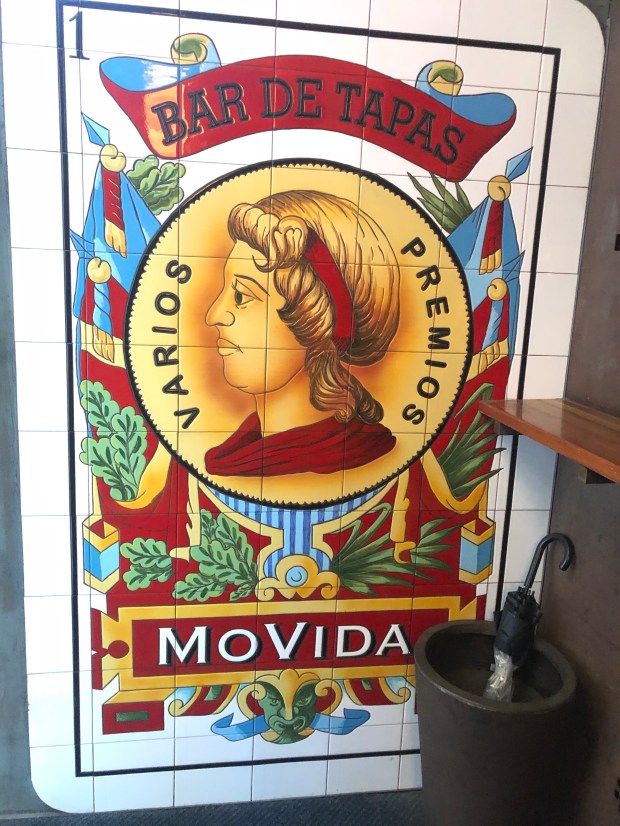 1
BAR DE TAPAS
VARIOS
PREMIOS
MOVIDA